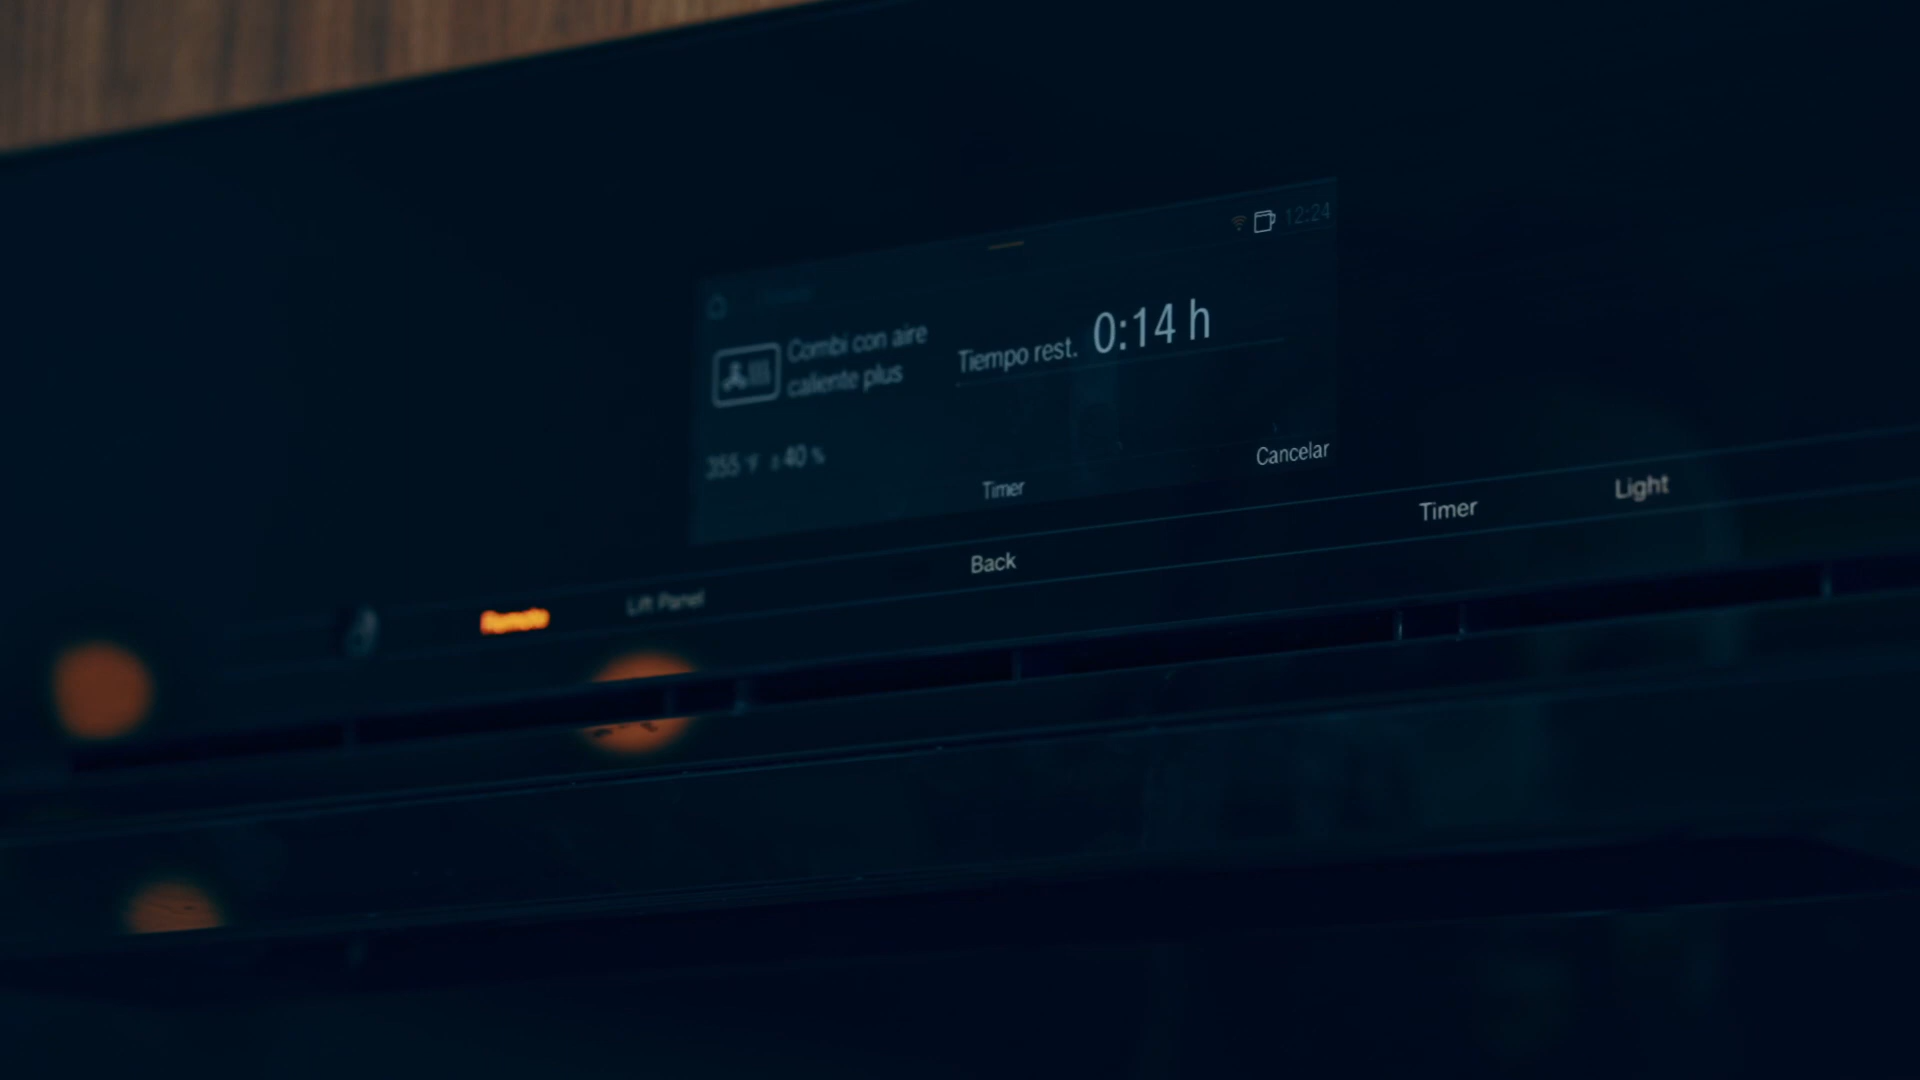 12:24
Combi con aire
caliente plus
Tiempo rest. 0:14 h
355 °F 40 %
Timer
Cancelar
Remote
Lift Panel
Back
Timer
Light